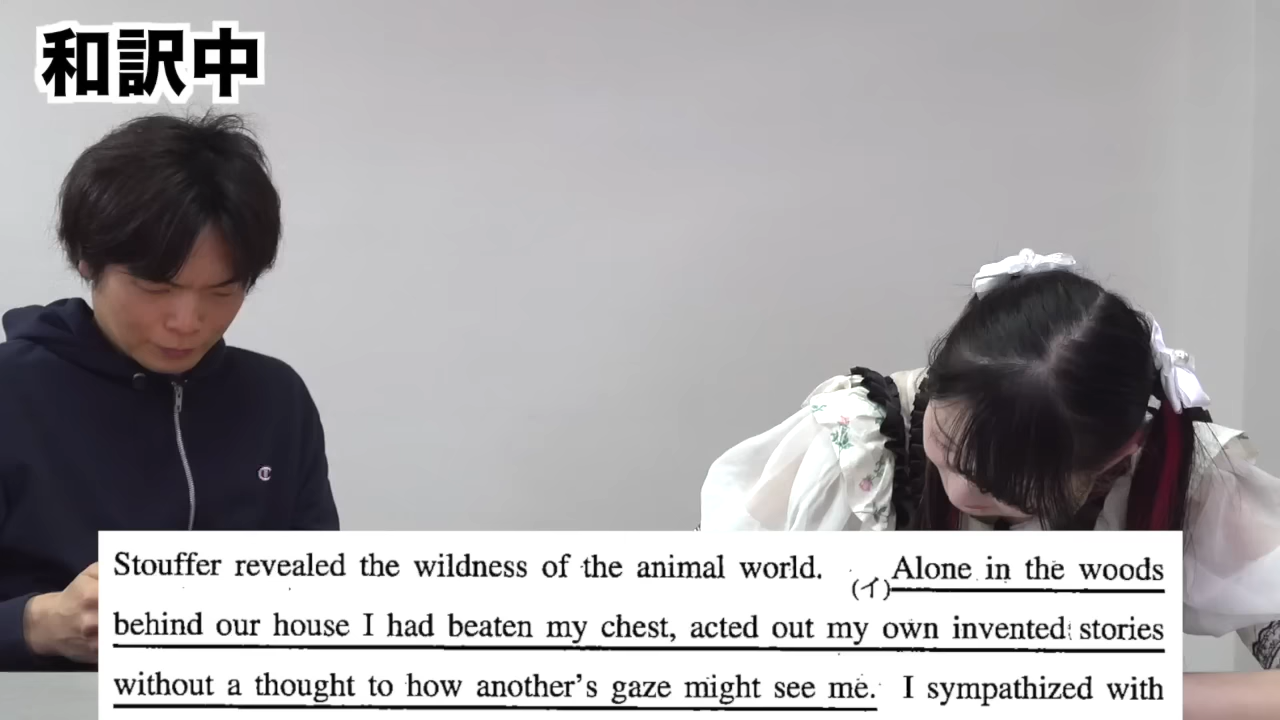 和訳中
Stouffer revealed the wildness of the animal world. (イ)Alone in the woods
behind our house I had beaten my chest, acted out my own invented stories
without a thought to how another's gaze might see me. I sympathized with